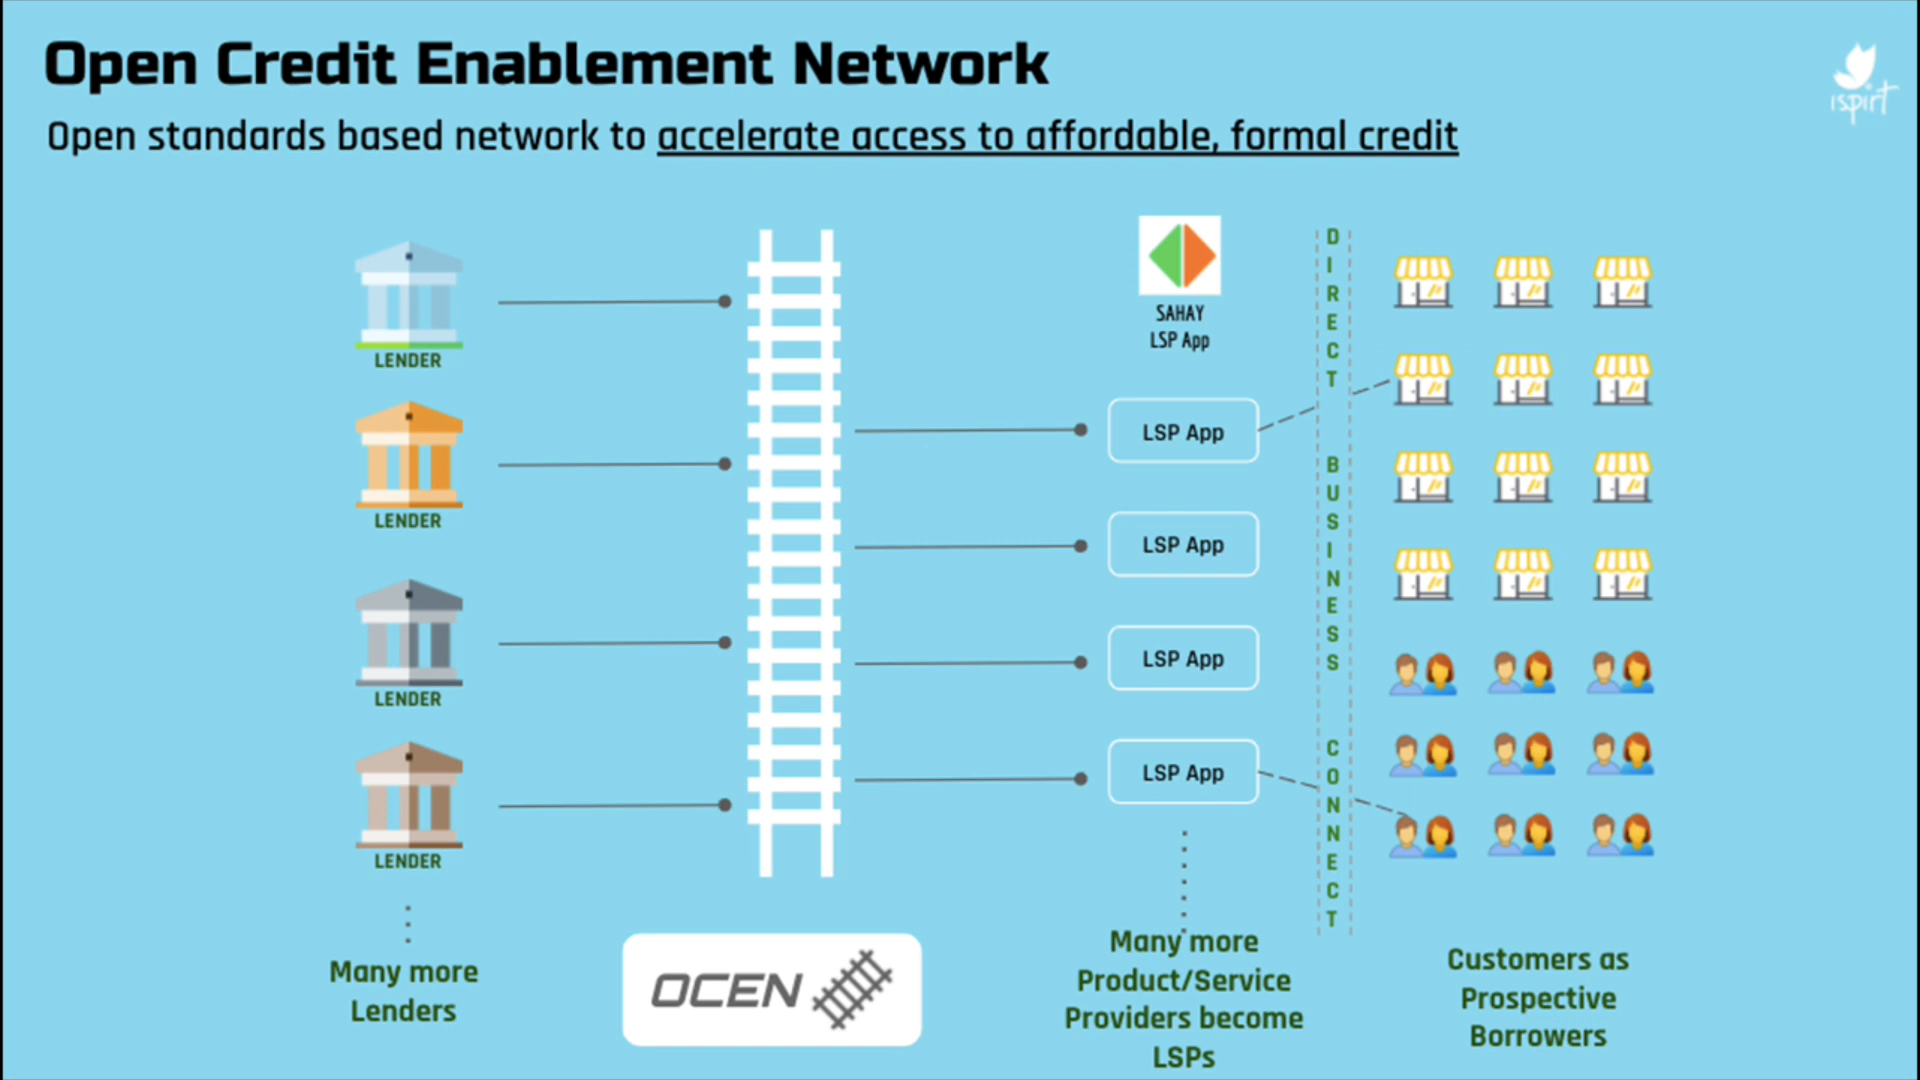 Open Credit Enablement Network
Open standards based network to accelerate access to affordable, formal credit
ispirt
LENDER
LENDER
LENDER
LENDER
Many more
Lenders
OCEN
SAHAY
LSP App
LSP App
LSP App
LSP App
LSP App
Many more
Product/Service
Providers become
LSPs
DIRECT BUSINESS CONNECT
Customers as
Prospective
Borrowers